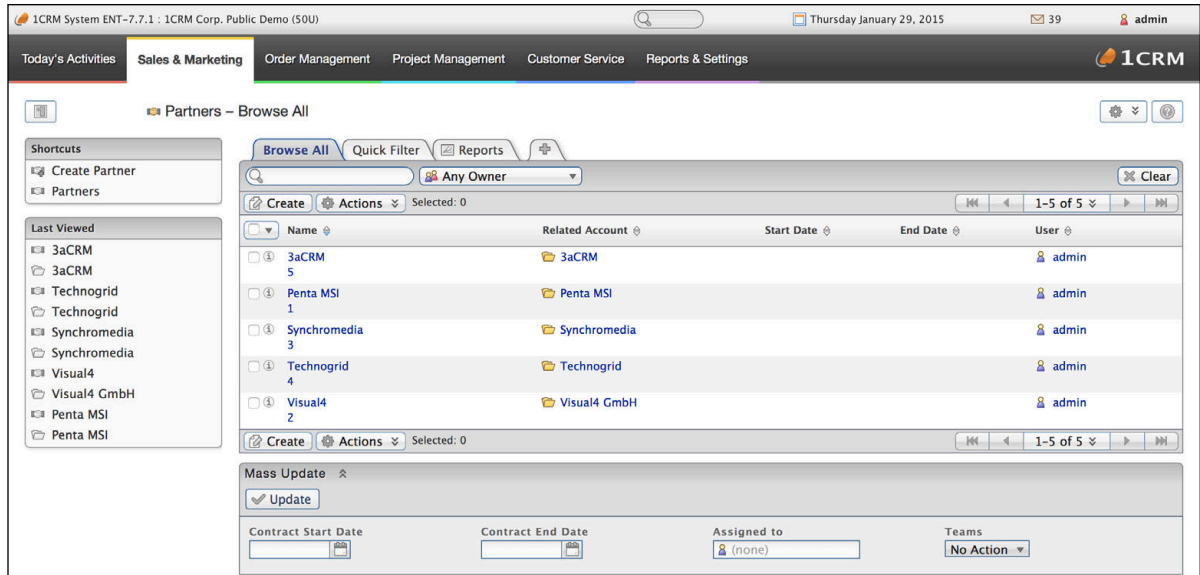 1CRM System ENT-7.7.1 : 1CRM Corp. Public Demo (50U) Thursday January 29, 2015 39 admin
Today's Activities Sales & Marketing Order Management Project Management Customer Service Reports & Settings 1CRM
Partners – Browse All
Shortcuts
Create Partner
Partners
Last Viewed
3aCRM
3aCRM
Technogrid
Technogrid
Synchromedia
Synchromedia
Visual4
Visual4 GmbH
Penta MSI
Penta MSI
Browse All Quick Filter Reports
Any Owner Clear
Create Actions Selected: 0 1-5 of 5
Name Related Account Start Date End Date User
3aCRM 3aCRM admin
5
Penta MSI Penta MSI admin
1
Synchromedia Synchromedia admin
3
Technogrid Technogrid admin
4
Visual4 Visual4 GmbH admin
2
Create Actions Selected: 0 1-5 of 5
Mass Update
Update
Contract Start Date Contract End Date Assigned to Teams
(none) No Action